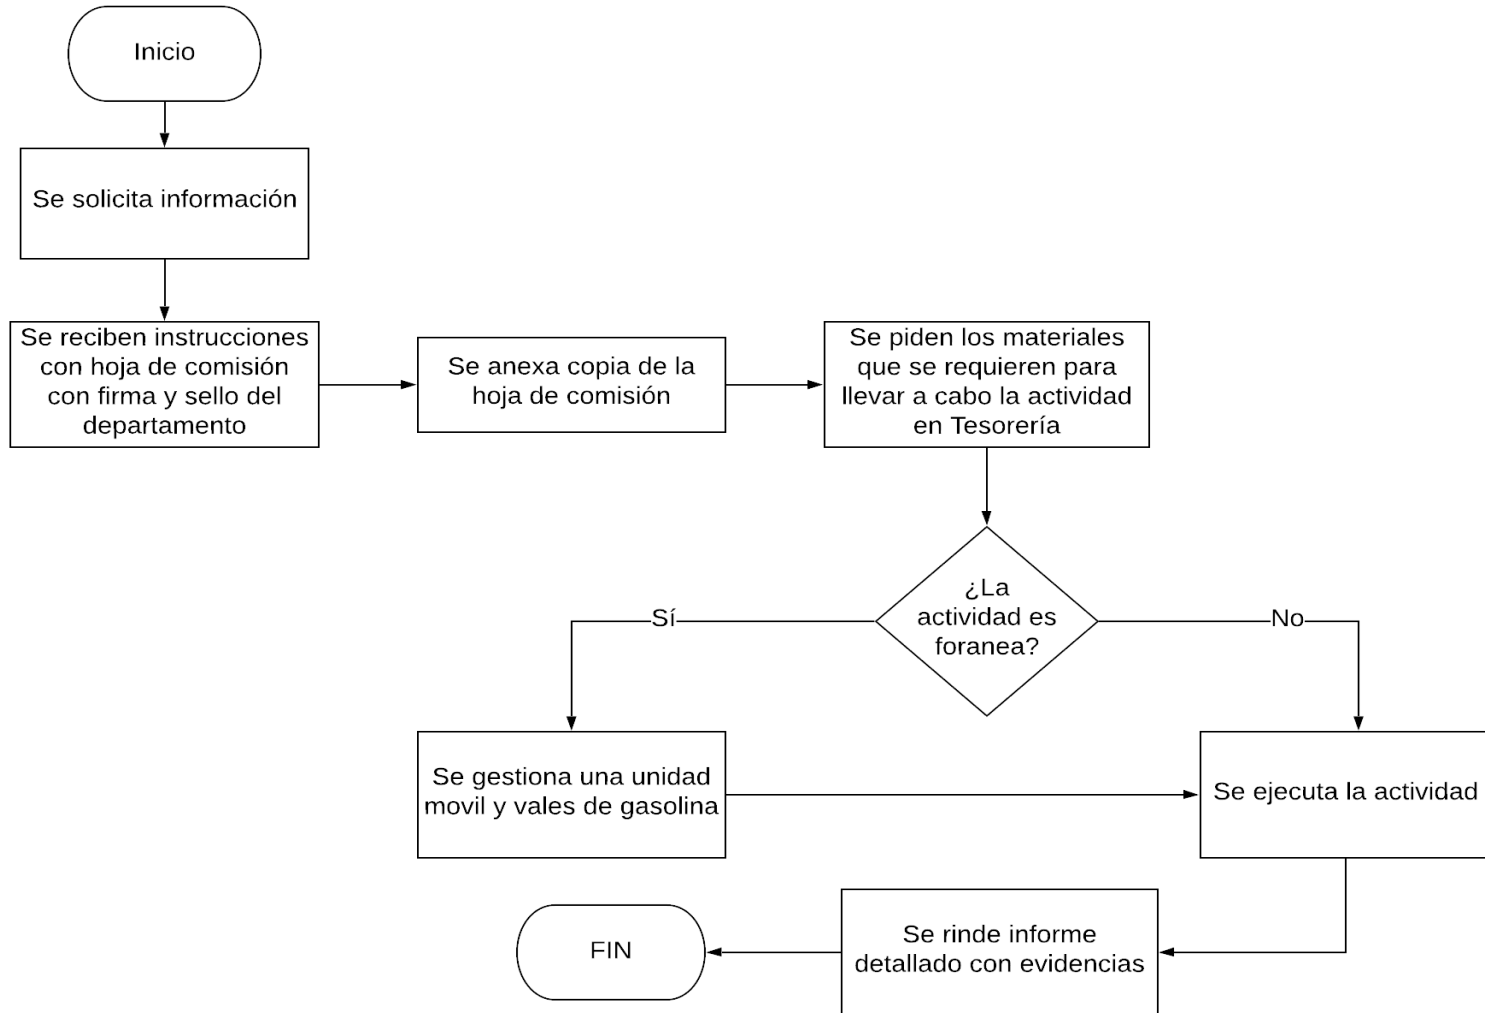 Inicio
Se solicita información
Se reciben instrucciones
con hoja de comisión
con firma y sello del
departamento
Se anexa copia de la
hoja de comisión
Se piden los materiales
que se requieren para
llevar a cabo la actividad
en Tesorería
¿La
actividad es
foranea?
Sí
No
Se gestiona una unidad
movil y vales de gasolina
Se ejecuta la actividad
Se rinde informe
detallado con evidencias
FIN